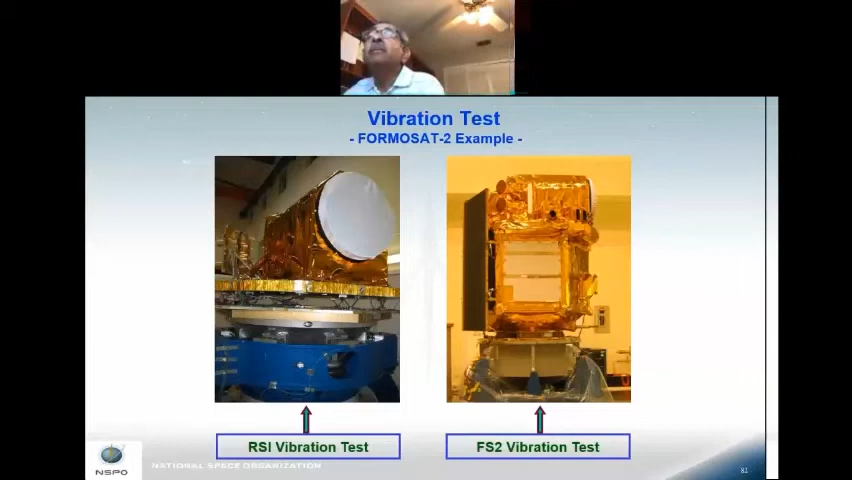 Vibration Test
- FORMOSAT-2 Example -
RSI Vibration Test
FS2 Vibration Test
NSPO
NATIONAL SPACE ORGANIZATION
81